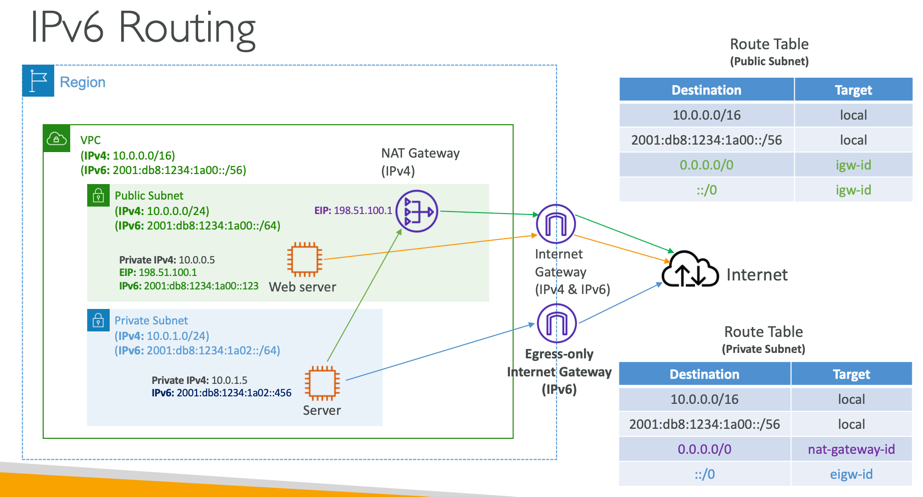 IPv6 Routing
Region
VPC
(IPv4: 10.0.0.0/16)
(IPv6: 2001:db8:1234:1a00::/56)
Public Subnet
(IPv4: 10.0.0.0/24)
(IPv6: 2001:db8:1234:1a00::/64)
Private IPv4: 10.0.0.5
EIP: 198.51.100.1
IPv6: 2001:db8:1234:1a00::123
Web server
NAT Gateway
(IPv4)
EIP: 198.51.100.1
Private Subnet
(IPv4: 10.0.1.0/24)
(IPv6: 2001:db8:1234:1a02::/64)
Private IPv4: 10.0.1.5
IPv6: 2001:db8:1234:1a02::456
Server
Internet
Gateway
(IPv4 & IPv6)
Egress-only
Internet Gateway
(IPv6)
Internet
Route Table
(Public Subnet)
Destination Target
10.0.0.0/16 local
2001:db8:1234:1a00::/56 local
0.0.0.0/0 igw-id
::/0 igw-id
Route Table
(Private Subnet)
Destination Target
10.0.0.0/16 local
2001:db8:1234:1a00::/56 local
0.0.0.0/0 nat-gateway-id
::/0 eigw-id